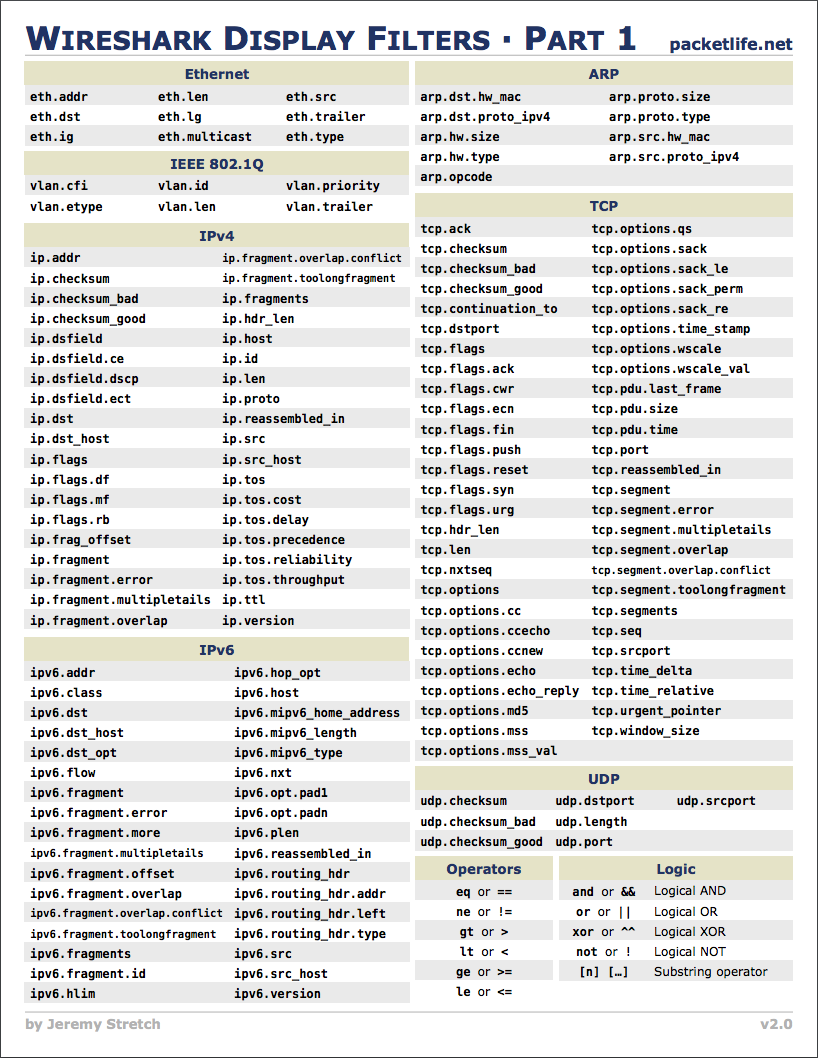 WIRESHARK DISPLAY FILTERS · PART 1
packetlife.net
Ethernet
eth.addr eth.len eth.src
eth.dst eth.lg eth.trailer
eth.ig eth.multicast eth.type
IEEE 802.1Q
vlan.cfi vlan.id vlan.priority
vlan.etype vlan.len vlan.trailer
IPv4
ip.addr ip.fragment.overlap.conflict
ip.checksum ip.fragment.toolongfragment
ip.checksum_bad ip.fragments
ip.checksum_good ip.hdr_len
ip.dsfield ip.host
ip.dsfield.ce ip.id
ip.dsfield.dscp ip.len
ip.dsfield.ect ip.proto
ip.dst ip.reassembled_in
ip.dst_host ip.src
ip.flags ip.src_host
ip.flags.df ip.tos
ip.flags.mf ip.tos.cost
ip.flags.rb ip.tos.delay
ip.frag_offset ip.tos.precedence
ip.fragment ip.tos.reliability
ip.fragment.error ip.tos.throughput
ip.fragment.multipletails ip.ttl
ip.fragment.overlap ip.version
IPv6
ipv6.addr ipv6.hop_opt
ipv6.class ipv6.host
ipv6.dst ipv6.mipv6_home_address
ipv6.dst_host ipv6.mipv6_length
ipv6.dst_opt ipv6.mipv6_type
ipv6.flow ipv6.nxt
ipv6.fragment ipv6.opt.pad1
ipv6.fragment.error ipv6.opt.padn
ipv6.fragment.more ipv6.plen
ipv6.fragment.multipletails ipv6.reassembled_in
ipv6.fragment.offset ipv6.routing_hdr
ipv6.fragment.overlap ipv6.routing_hdr.addr
ipv6.fragment.overlap.conflict ipv6.routing_hdr.left
ipv6.fragment.toolongfragment ipv6.routing_hdr.type
ipv6.fragments ipv6.src
ipv6.fragment.id ipv6.src_host
ipv6.hlim ipv6.version
ARP
arp.dst.hw_mac arp.proto.size
arp.dst.proto_ipv4 arp.proto.type
arp.hw.size arp.src.hw_mac
arp.hw.type arp.src.proto_ipv4
arp.opcode
TCP
tcp.ack tcp.options.qs
tcp.checksum tcp.options.sack
tcp.checksum_bad tcp.options.sack_le
tcp.checksum_good tcp.options.sack_perm
tcp.continuation_to tcp.options.sack_re
tcp.dstport tcp.options.time_stamp
tcp.flags tcp.options.wscale
tcp.flags.ack tcp.options.wscale_val
tcp.flags.cwr tcp.pdu.last_frame
tcp.flags.ecn tcp.pdu.size
tcp.flags.fin tcp.pdu.time
tcp.flags.push tcp.port
tcp.flags.reset tcp.reassembled_in
tcp.flags.syn tcp.segment
tcp.flags.urg tcp.segment.error
tcp.hdr_len tcp.segment.multipletails
tcp.len tcp.segment.overlap
tcp.nxtseq tcp.segment.overlap.conflict
tcp.options tcp.segment.toolongfragment
tcp.options.cc tcp.segments
tcp.options.ccecho tcp.seq
tcp.options.ccnew tcp.srcport
tcp.options.echo tcp.time_delta
tcp.options.echo_reply tcp.time_relative
tcp.options.md5 tcp.urgent_pointer
tcp.options.mss tcp.window_size
tcp.options.mss_val
UDP
udp.checksum udp.dstport udp.srcport
udp.checksum_bad udp.length
udp.checksum_good udp.port
Operators
eq or ==
ne or !=
gt or >
lt or <
ge or >=
le or <=
Logic
and or && Logical AND
or or || Logical OR
xor or ^^ Logical XOR
not or ! Logical NOT
[n] […] Substring operator
by Jeremy Stretch
v2.0